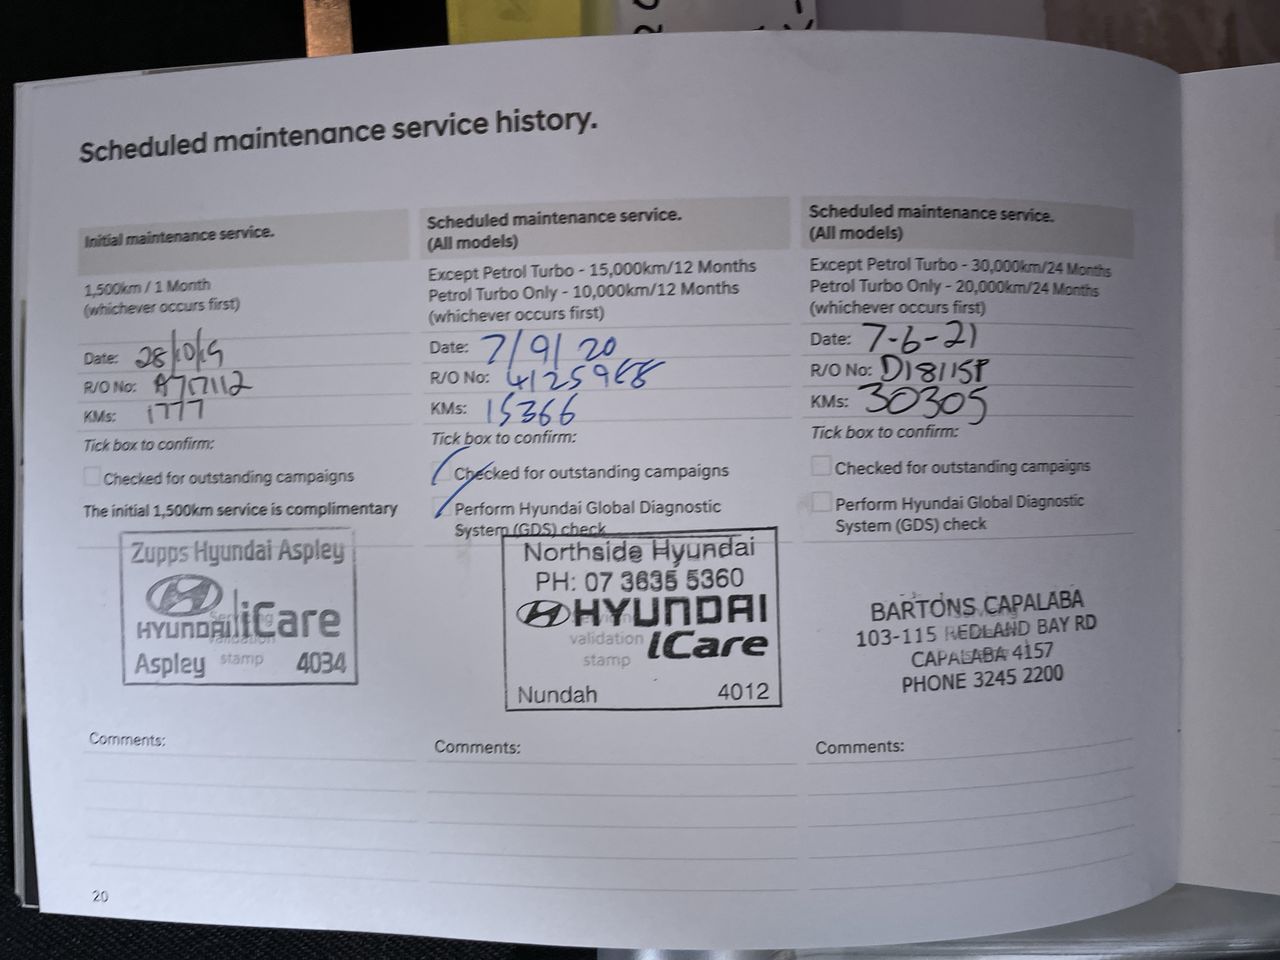 Scheduled maintenance service history.
Initial maintenance service.
1,500km / 1 Month
(whichever occurs first)
Date: 28/10/19
R/O No: A717112
KMs: 1777
Tick box to confirm:
Checked for outstanding campaigns
The initial 1,500km service is complimentary
Zupps Hyundai Aspley
HYUNDAI iCare
Servicing
validation
stamp
Aspley 4034
Comments:
Scheduled maintenance service.
(All models)
Except Petrol Turbo - 15,000km/12 Months
Petrol Turbo Only - 10,000km/12 Months
(whichever occurs first)
Date: 7/9/20
R/O No:
KMs: 15366
Tick box to confirm:
Checked for outstanding campaigns
Perform Hyundai Global Diagnostic
System (GDS) check
Northside Hyundai
PH: 07 3635 5360
HYUNDAI
iCare
validation
stamp
Nundah 4012
Comments:
Scheduled maintenance service.
(All models)
Except Petrol Turbo - 30,000km/24 Months
Petrol Turbo Only - 20,000km/24 Months
(whichever occurs first)
Date: 7-6-21
R/O No: D18115P
KMs: 30305
Tick box to confirm:
Checked for outstanding campaigns
Perform Hyundai Global Diagnostic
System (GDS) check
BARTONS CAPALABA
103-115 REDLAND BAY RD
CAPALABA 4157
PHONE 3245 2200
Comments:
20